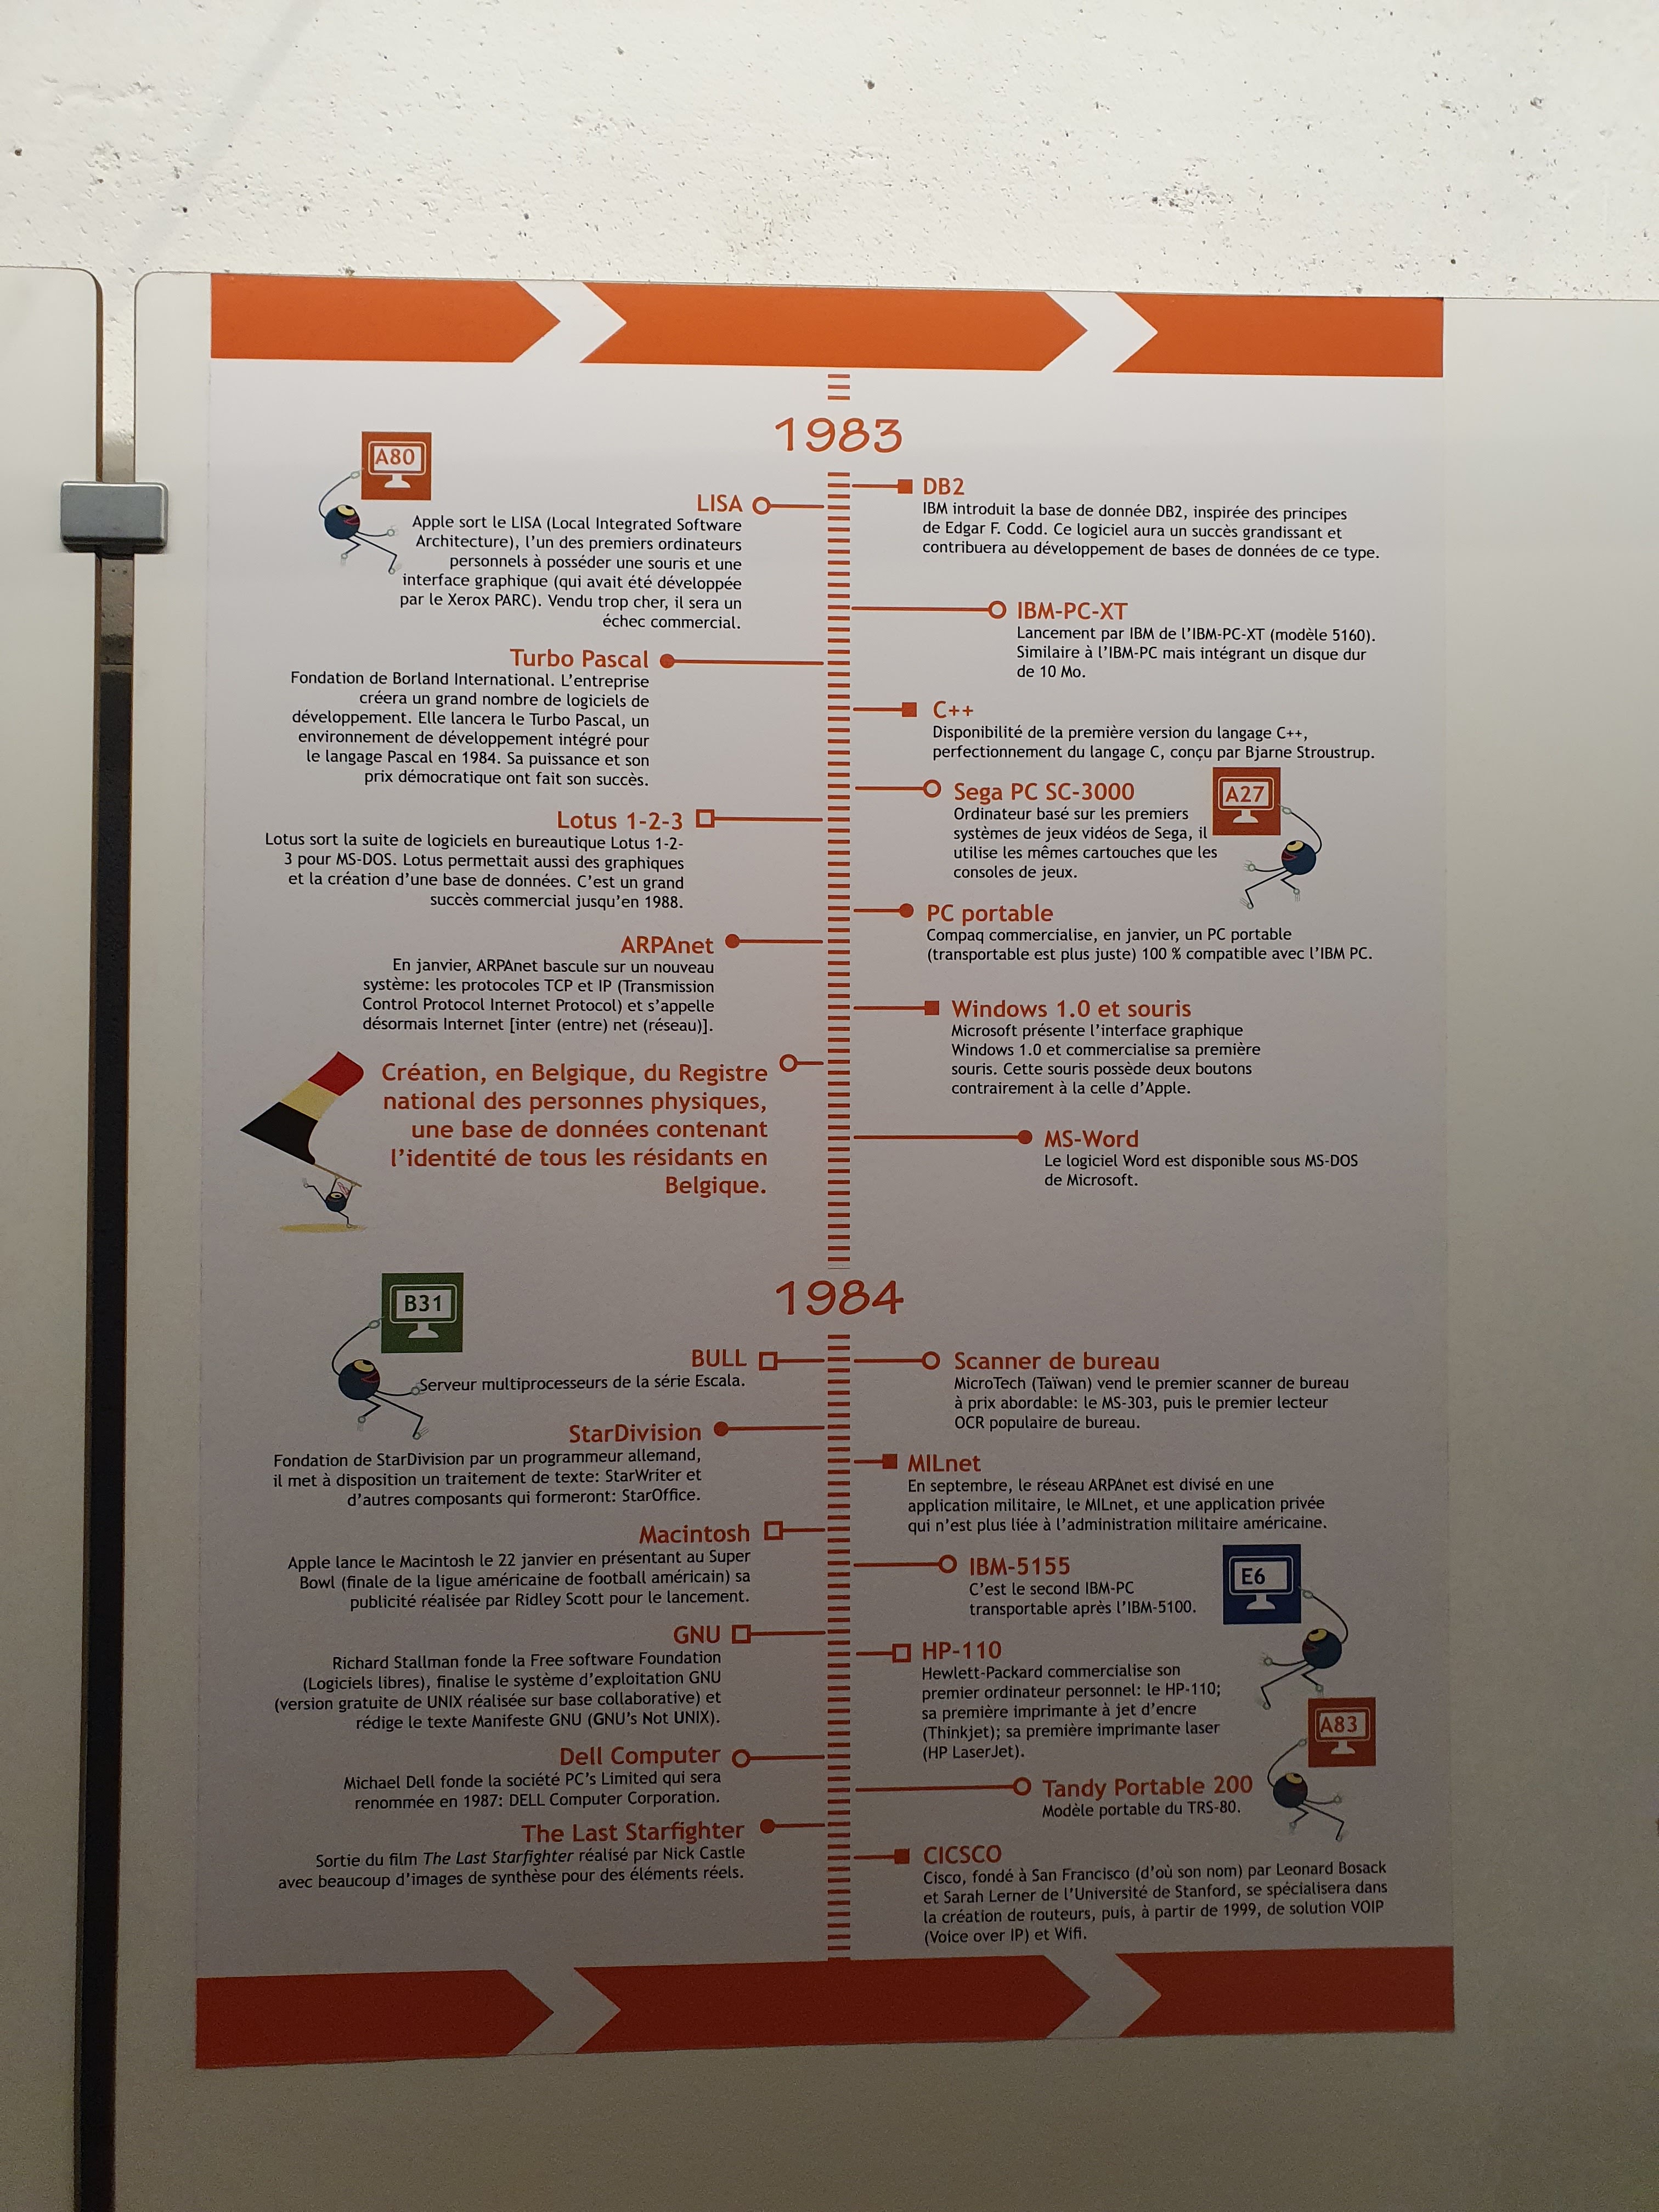 1983
A80
LISA
Apple sort le LISA (Local Integrated Software
Architecture), l'un des premiers ordinateurs
personnels à posséder une souris et une
interface graphique (qui avait été développée
par le Xerox PARC). Vendu trop cher, il sera un
échec commercial.
DB2
IBM introduit la base de donnée DB2, inspirée des principes
de Edgar F. Codd. Ce logiciel aura un succès grandissant et
contribuera au développement de bases de données de ce type.
IBM-PC-XT
Lancement par IBM de l'IBM-PC-XT (modèle 5160).
Similaire à l'IBM-PC mais intégrant un disque dur
de 10 Mo.
Turbo Pascal
Fondation de Borland International. L'entreprise
créera un grand nombre de logiciels de
développement. Elle lancera le Turbo Pascal, un
environnement de développement intégré pour
le langage Pascal en 1984. Sa puissance et son
prix démocratique ont fait son succès.
C++
Disponibilité de la première version du langage C++,
perfectionnement du langage C, conçu par Bjarne Stroustrup.
Sega PC SC-3000
Ordinateur basé sur les premiers
systèmes de jeux vidéos de Sega, il
utilise les mêmes cartouches que les
consoles de jeux.
A27
Lotus 1-2-3
Lotus sort la suite de logiciels en bureautique Lotus 1-2-
3 pour MS-DOS. Lotus permettait aussi des graphiques
et la création d'une base de données. C'est un grand
succès commercial jusqu'en 1988.
PC portable
Compaq commercialise, en janvier, un PC portable
(transportable est plus juste) 100 % compatible avec l'IBM PC.
ARPAnet
En janvier, ARPAnet bascule sur un nouveau
système: les protocoles TCP et IP (Transmission
Control Protocol Internet Protocol) et s'appelle
désormais Internet [inter (entre) net (réseau)].
Windows 1.0 et souris
Microsoft présente l'interface graphique
Windows 1.0 et commercialise sa première
souris. Cette souris possède deux boutons
contrairement à la celle d'Apple.
Création, en Belgique, du Registre
national des personnes physiques,
une base de données contenant
l'identité de tous les résidants en
Belgique.
MS-Word
Le logiciel Word est disponible sous MS-DOS
de Microsoft.
1984
B31
BULL
Serveur multiprocesseurs de la série Escala.
Scanner de bureau
MicroTech (Taïwan) vend le premier scanner de bureau
à prix abordable: le MS-303, puis le premier lecteur
OCR populaire de bureau.
StarDivision
Fondation de StarDivision par un programmeur allemand,
il met à disposition un traitement de texte: StarWriter et
d'autres composants qui formeront: StarOffice.
MILnet
En septembre, le réseau ARPAnet est divisé en une
application militaire, le MILnet, et une application privée
qui n'est plus liée à l'administration militaire américaine.
Macintosh
Apple lance le Macintosh le 22 janvier en présentant au Super
Bowl (finale de la ligue américaine de football américain) sa
publicité réalisée par Ridley Scott pour le lancement.
IBM-5155
C'est le second IBM-PC
transportable après l'IBM-5100.
E6
GNU
Richard Stallman fonde la Free software Foundation
(Logiciels libres), finalise le système d'exploitation GNU
(version gratuite de UNIX réalisée sur base collaborative) et
rédige le texte Manifeste GNU (GNU's Not UNIX).
HP-110
Hewlett-Packard commercialise son
premier ordinateur personnel: le HP-110;
sa première imprimante à jet d'encre
(Thinkjet); sa première imprimante laser
(HP LaserJet).
A83
Dell Computer
Michael Dell fonde la société PC's Limited qui sera
renommée en 1987: DELL Computer Corporation.
Tandy Portable 200
Modèle portable du TRS-80.
The Last Starfighter
Sortie du film The Last Starfighter réalisé par Nick Castle
avec beaucoup d'images de synthèse pour des éléments réels.
CICSCO
Cisco, fondé à San Francisco (d'où son nom) par Leonard Bosack
et Sarah Lerner de l'Université de Stanford, se spécialisera dans
la création de routeurs, puis, à partir de 1999, de solution VOIP
(Voice over IP) et Wifi.